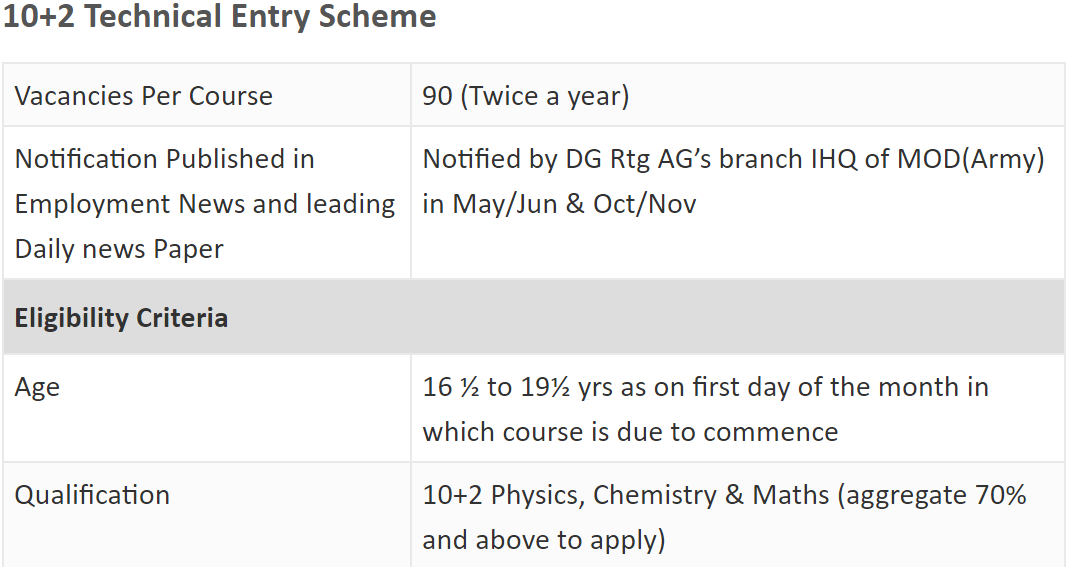 10+2 Technical Entry Scheme
Vacancies Per Course
90 (Twice a year)
Notification Published in
Employment News and leading
Daily news Paper
Notified by DG Rtg AG’s branch IHQ of MOD(Army)
in May/Jun & Oct/Nov
Eligibility Criteria
Age
16 ½ to 19½ yrs as on first day of the month in
which course is due to commence
Qualification
10+2 Physics, Chemistry & Maths (aggregate 70%
and above to apply)